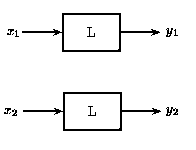 x₁ L y₁
x₂ L y₂